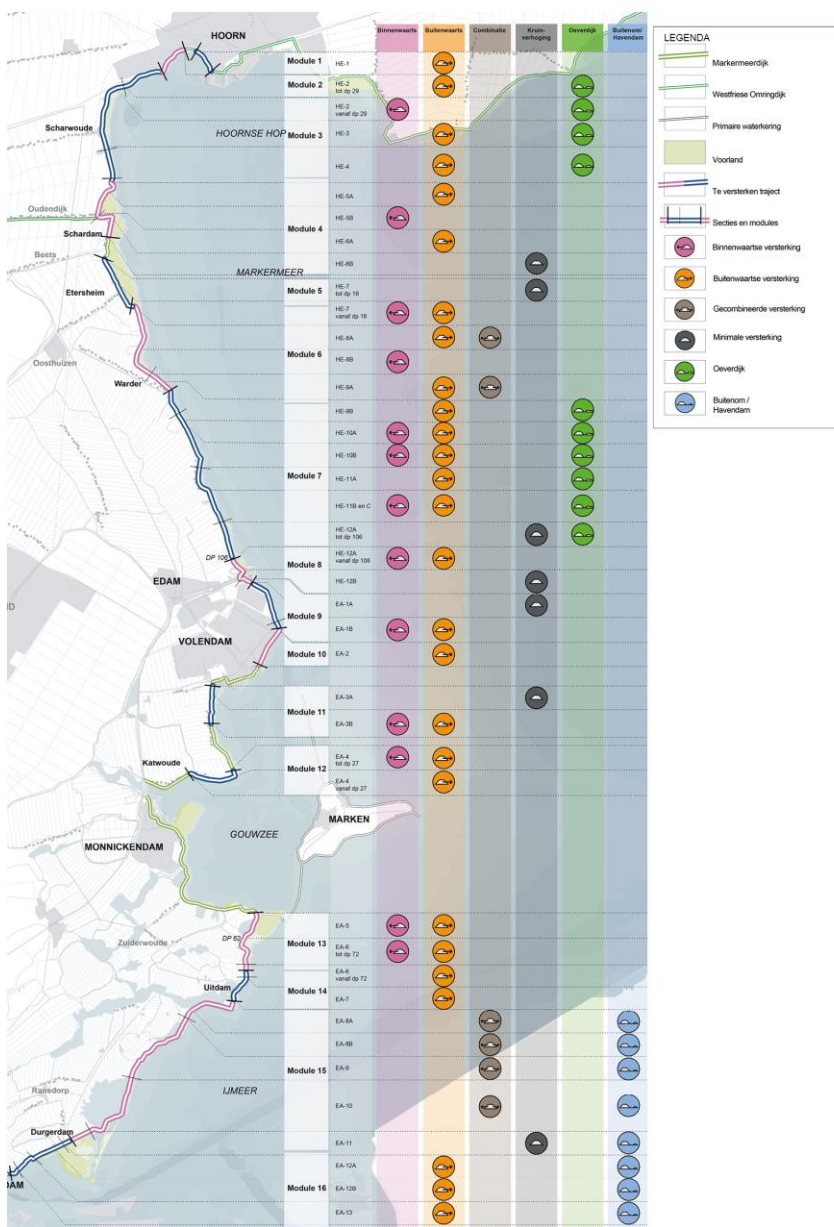 HOORN
Scharwoude
HOORNSE HOP
Oudendijk
Schardam
Beets
MARKERMEER
Etersheim
Oosthuizen
Warder
DP 106
EDAM
VOLENDAM
Katwoude
MARKEN
GOUWZEE
MONNICKENDAM
Zuiderwoude
DP 63
Uitdam
IJMEER
Ransdorp
Durgerdam
DAM
Binnenwaarts
Buitenwaarts
Combinatie
Kruin-
verhoging
Oeverdijk
Buitenom/
Havendam
Module 1
HE-1
Module 2
HE-2
tot dp 29
Module 3
HE-2
vanaf dp 29
HE-3
HE-4
Module 4
HE-5A
HE-5B
HE-6A
HE-6B
Module 5
HE-7
tot dp 16
Module 6
HE-7
vanaf dp 16
HE-8A
HE-8B
HE-9A
Module 7
HE-9B
HE-10A
HE-10B
HE-11A
HE-11B en C
HE-12A
tot dp 106
Module 8
HE-12A
vanaf dp 106
HE-12B
Module 9
EA-1A
EA-1B
Module 10
EA-2
Module 11
EA-3A
EA-3B
Module 12
EA-4
tot dp 27
EA-4
vanaf dp 27
Module 13
EA-5
EA-6
tot dp 72
Module 14
EA-6
vanaf dp 72
EA-7
Module 15
EA-8A
EA-8B
EA-9
EA-10
EA-11
Module 16
EA-12A
EA-12B
EA-13
LEGENDA
Markermeerdijk
Westfriese Omringdijk
Primaire waterkering
Voorland
Te versterken traject
Secties en modules
Binnenwaartse versterking
Buitenwaartse versterking
Gecombineerde versterking
Minimale versterking
Oeverdijk
Buitenom /
Havendam